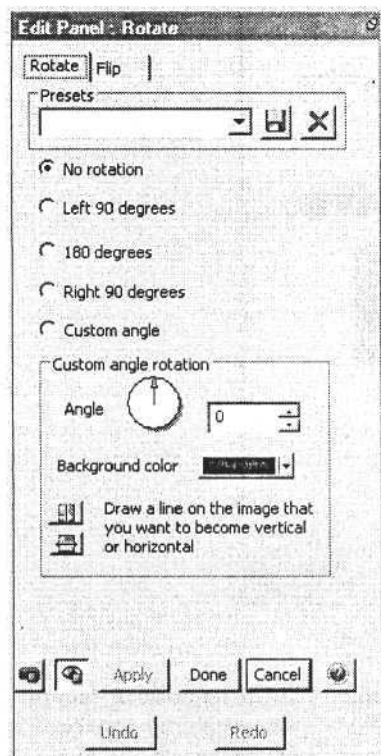 Edit Panel : Rotate
Rotate Flip
Presets
No rotation
Left 90 degrees
180 degrees
Right 90 degrees
Custom angle
Custom angle rotation
Angle 0
Background color
Draw a line on the image that
you want to become vertical
or horizontal
Apply Done Cancel
Undo Redo